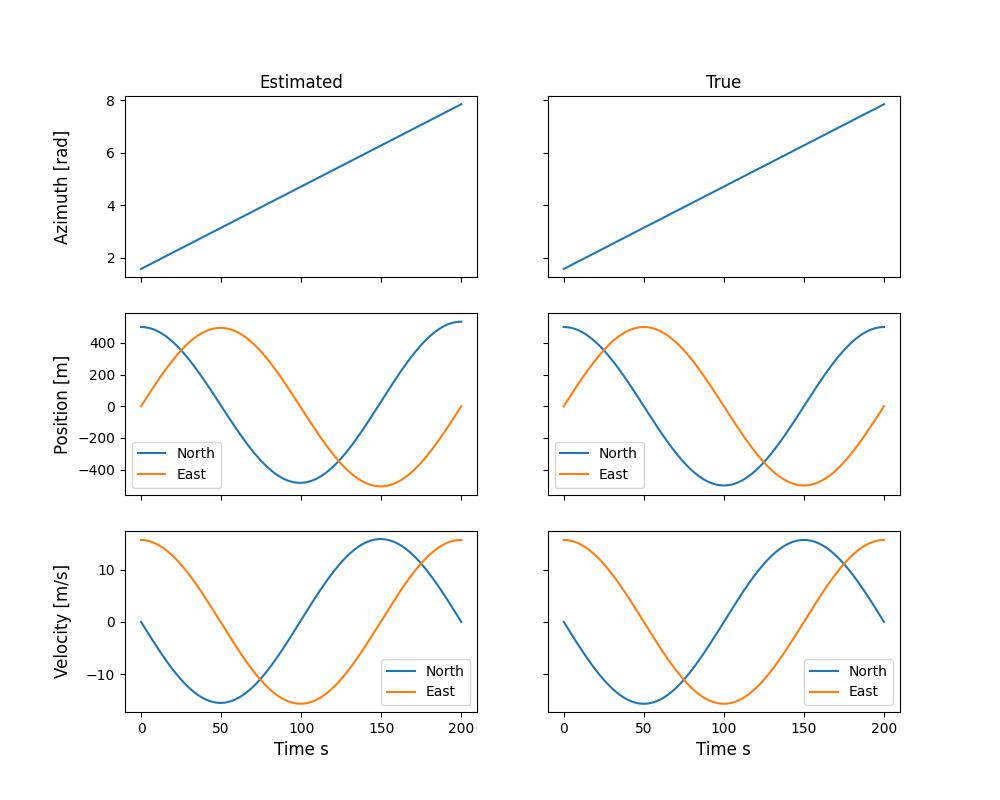 Estimated
True
Azimuth [rad]
8
6
4
2
Position [m]
400
200
0
−200
−400
North
East
North
East
Velocity [m/s]
10
0
−10
North
East
North
East
0 50 100 150 200
0 50 100 150 200
Time s
Time s